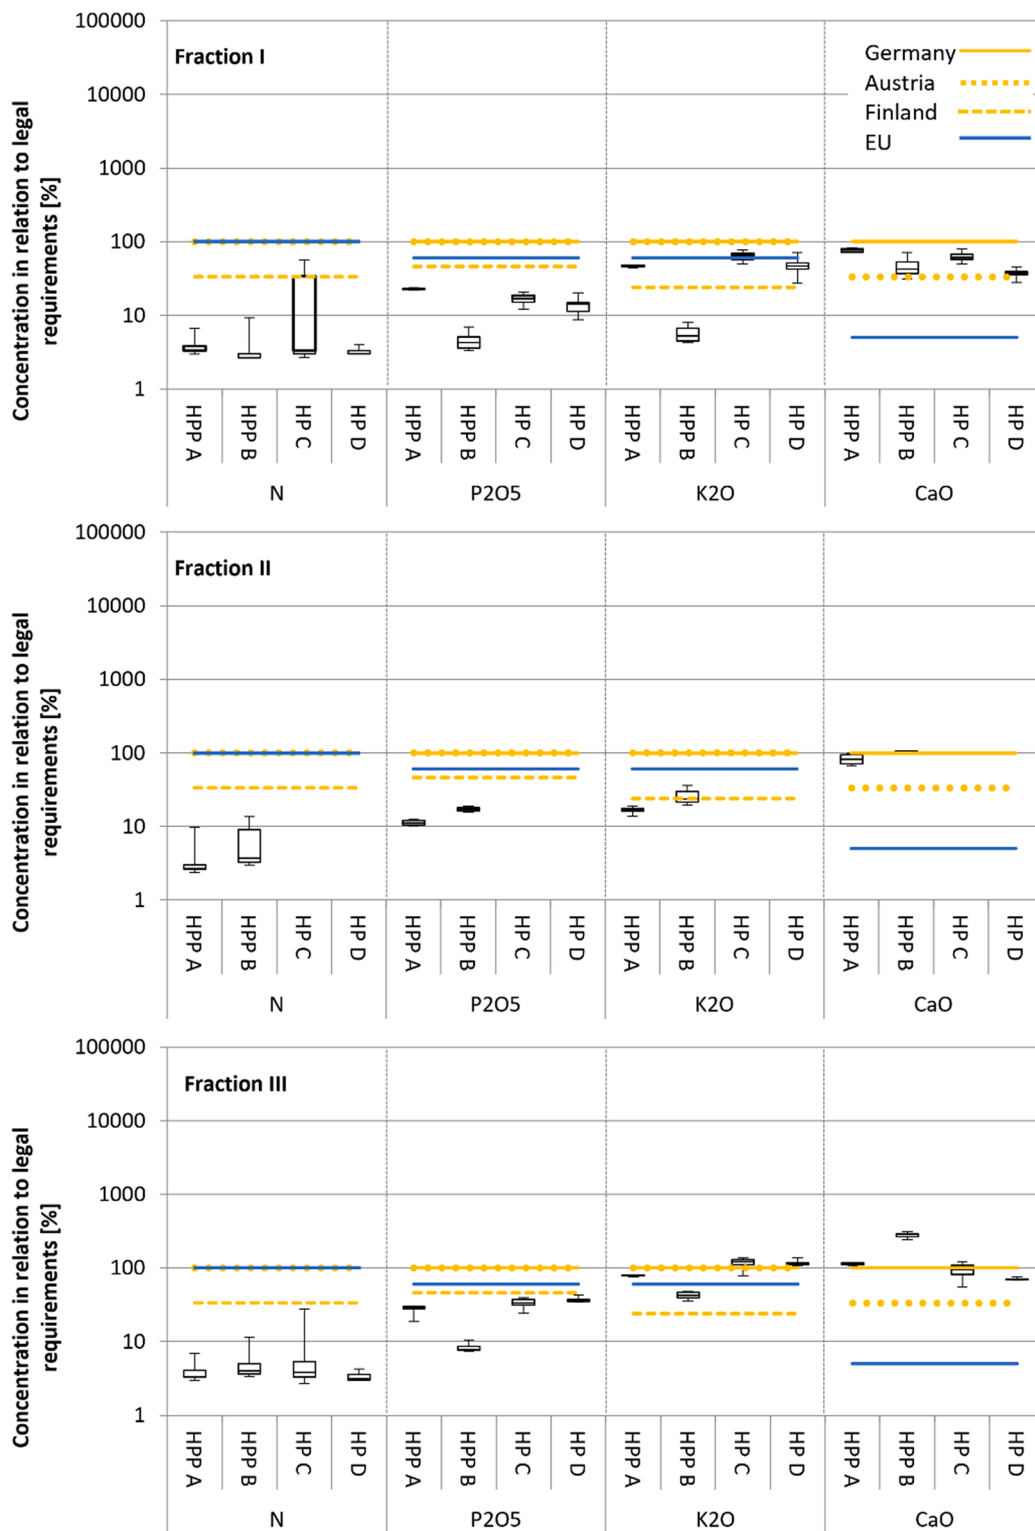 Concentration in relation to legal
requirements [%]
100000
10000
1000
100
10
1
Fraction I
Germany
Austria
Finland
EU
HPP A
HPP B
HP C
HP D
HPP A
HPP B
HP C
HP D
HPP A
HPP B
HP C
HP D
HPP A
HPP B
HP C
HP D
N
P2O5
K2O
CaO
Concentration in relation to legal
requirements [%]
100000
10000
1000
100
10
1
Fraction II
HPP A
HPP B
HP C
HP D
HPP A
HPP B
HP C
HP D
HPP A
HPP B
HP C
HP D
HPP A
HPP B
HP C
HP D
N
P2O5
K2O
CaO
Concentration in relation to legal
requirements [%]
100000
10000
1000
100
10
1
Fraction III
HPP A
HPP B
HP C
HP D
HPP A
HPP B
HP C
HP D
HPP A
HPP B
HP C
HP D
HPP A
HPP B
HP C
HP D
N
P2O5
K2O
CaO